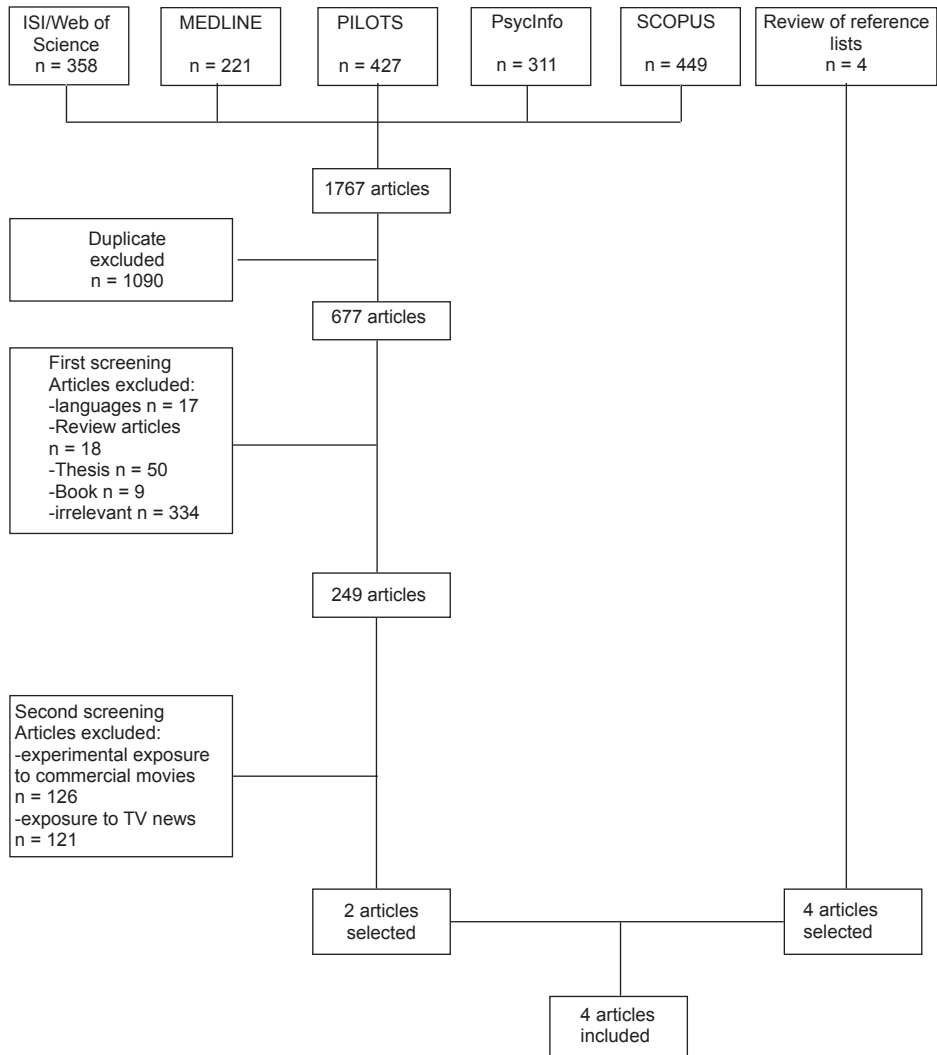 ISI/Web of
Science
n = 358
MEDLINE
n = 221
PILOTS
n = 427
PsycInfo
n = 311
SCOPUS
n = 449
Review of reference
lists
n = 4
1767 articles
Duplicate
excluded
n = 1090
677 articles
First screening
Articles excluded:
-languages n = 17
-Review articles
n = 18
-Thesis n = 50
-Book n = 9
-irrelevant n = 334
249 articles
Second screening
Articles excluded:
-experimental exposure
to commercial movies
n = 126
-exposure to TV news
n = 121
2 articles
selected
4 articles
selected
4 articles
included